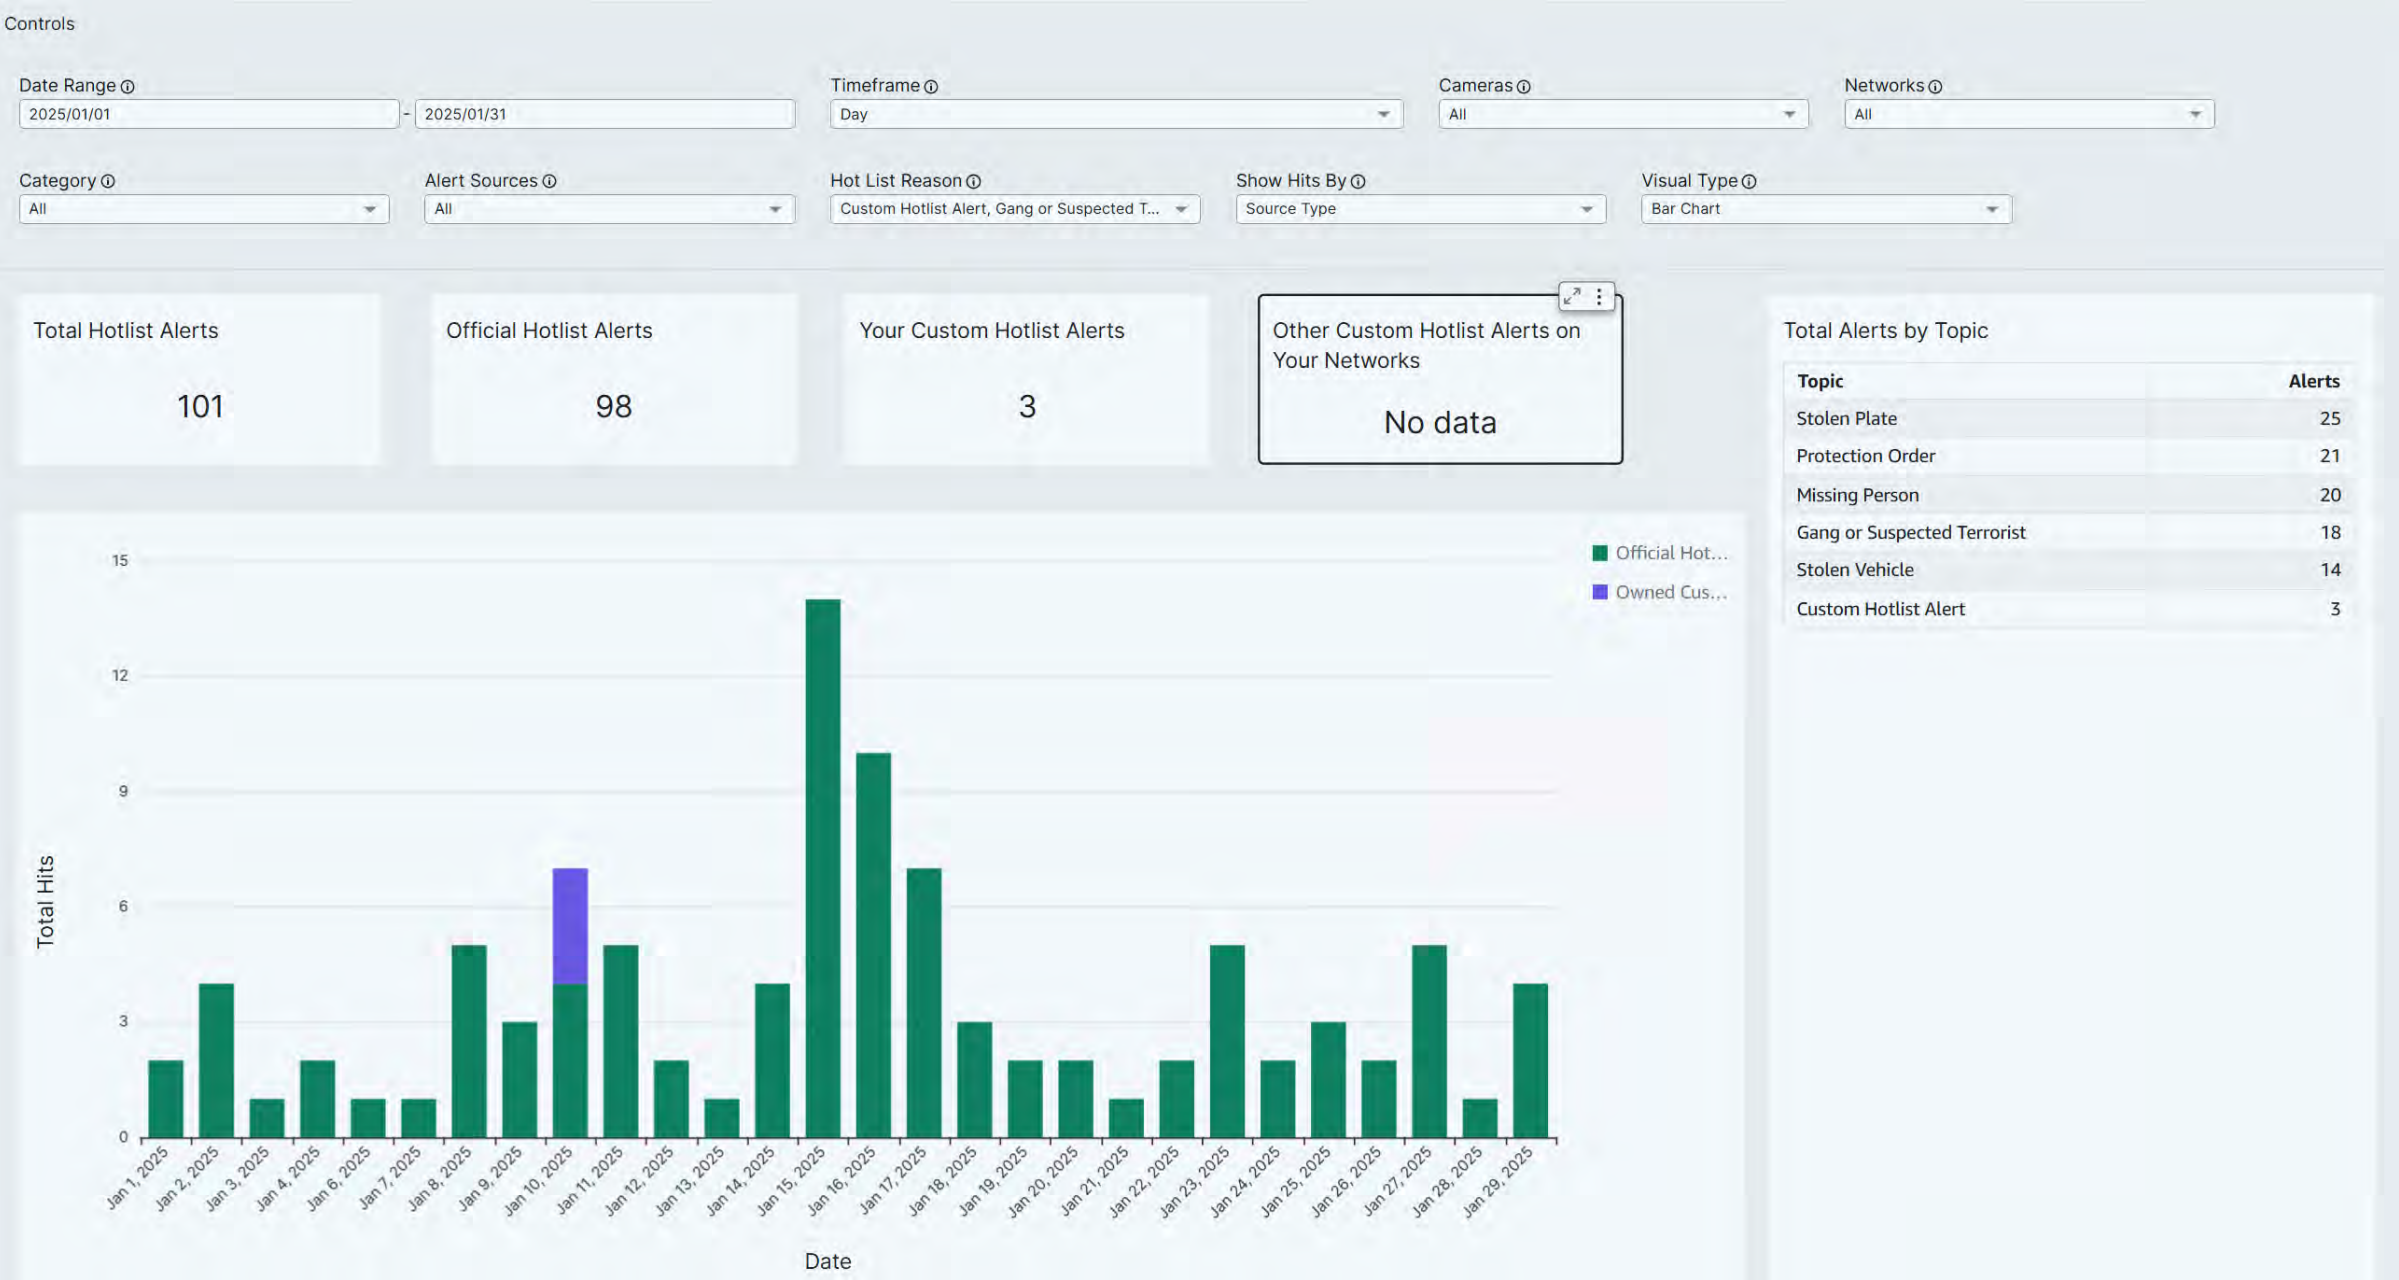 Controls
Date Range
2025/01/01 - 2025/01/31
Timeframe
Day
Cameras
All
Networks
All
Category
All
Alert Sources
All
Hot List Reason
Custom Hotlist Alert, Gang or Suspected T...
Show Hits By
Source Type
Visual Type
Bar Chart
Total Hotlist Alerts
101
Official Hotlist Alerts
98
Your Custom Hotlist Alerts
3
Other Custom Hotlist Alerts on
Your Networks
No data
Total Alerts by Topic
Topic Alerts
Stolen Plate 25
Protection Order 21
Missing Person 20
Gang or Suspected Terrorist 18
Stolen Vehicle 14
Custom Hotlist Alert 3
Official Hot...
Owned Cus...
Total Hits
15
12
9
6
3
0
Jan 1, 2025
Jan 2, 2025
Jan 3, 2025
Jan 4, 2025
Jan 6, 2025
Jan 7, 2025
Jan 8, 2025
Jan 9, 2025
Jan 10, 2025
Jan 11, 2025
Jan 12, 2025
Jan 13, 2025
Jan 14, 2025
Jan 15, 2025
Jan 16, 2025
Jan 17, 2025
Jan 18, 2025
Jan 19, 2025
Jan 20, 2025
Jan 21, 2025
Jan 22, 2025
Jan 23, 2025
Jan 24, 2025
Jan 25, 2025
Jan 26, 2025
Jan 27, 2025
Jan 28, 2025
Jan 29, 2025
Date